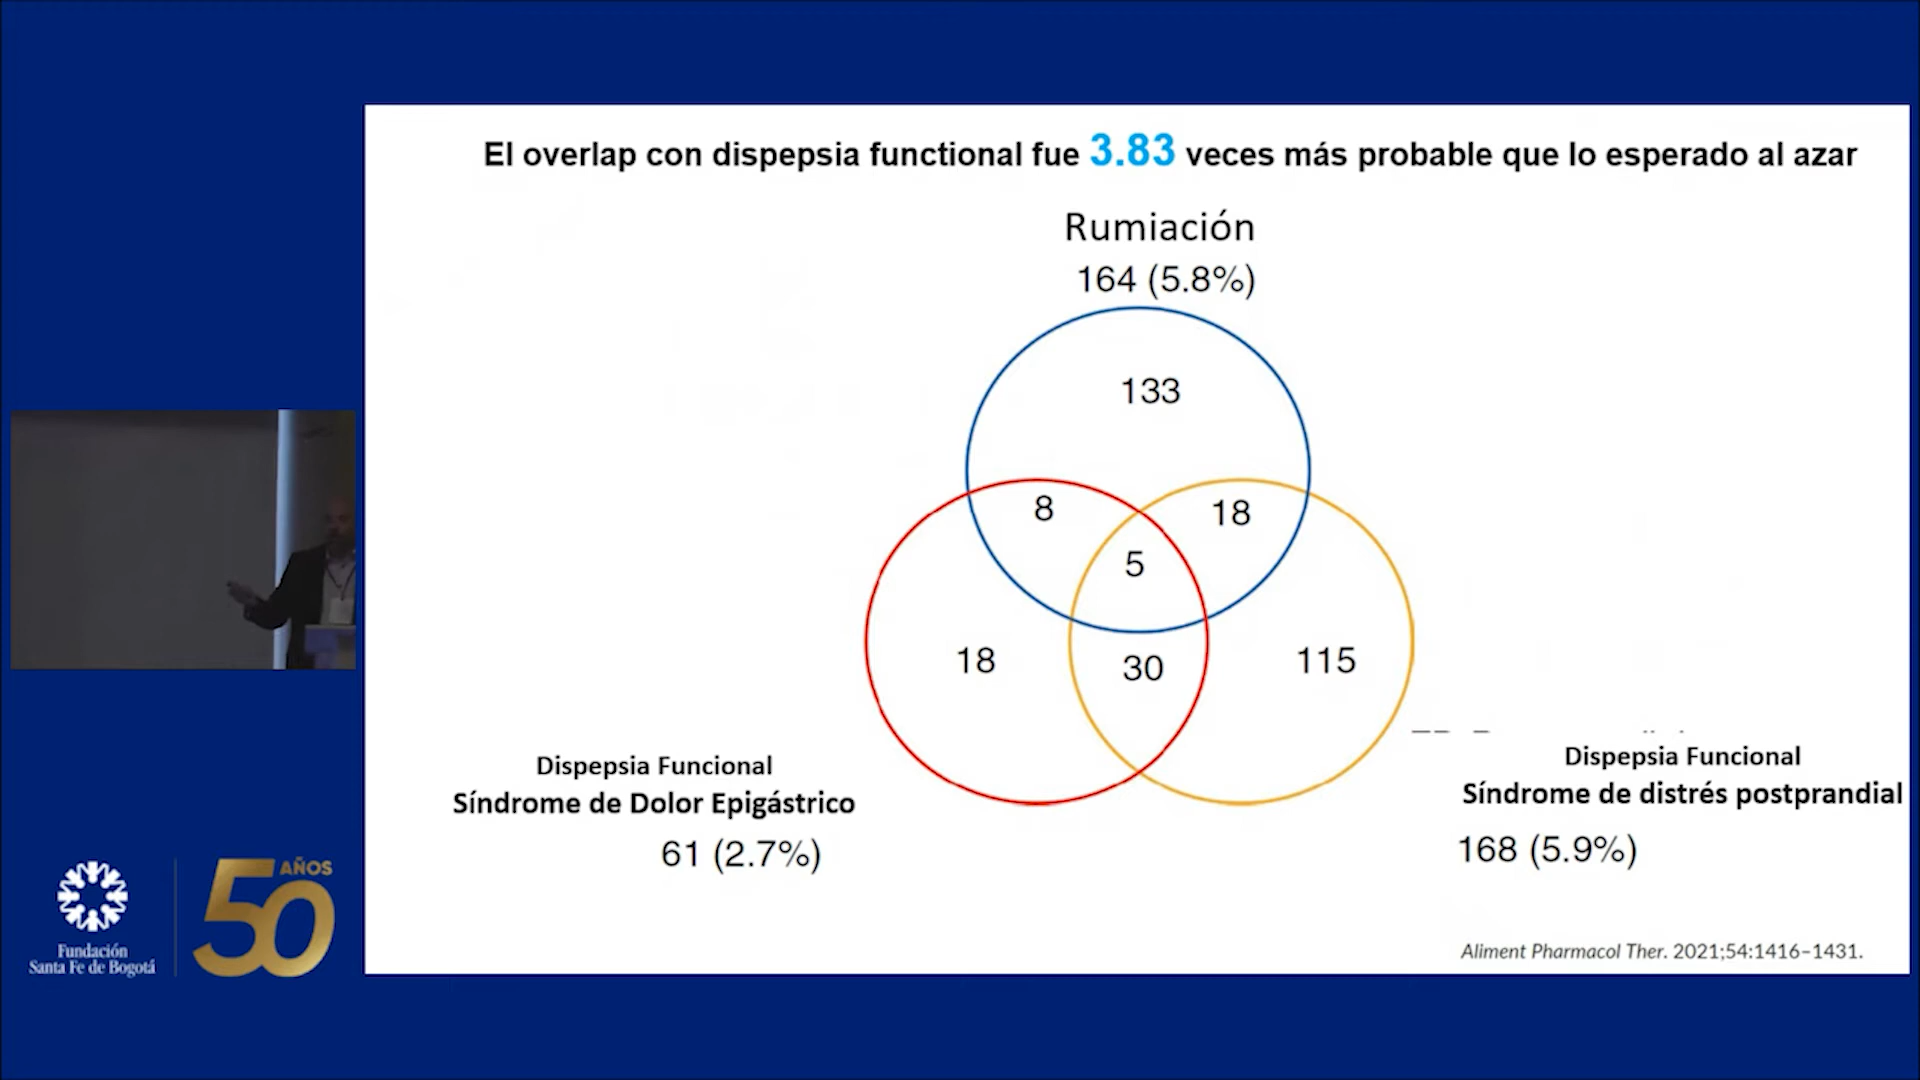 El overlap con dispepsia functional fue 3.83 veces más probable que lo esperado al azar
Rumiación
164 (5.8%)
133
8
18
5
18
30
115
Dispepsia Funcional
Síndrome de Dolor Epigástrico
61 (2.7%)
Dispepsia Funcional
Síndrome de distrés postprandial
168 (5.9%)
Aliment Pharmacol Ther. 2021;54:1416–1431.
Fundación
Santa Fe de Bogotá
50 AÑOS